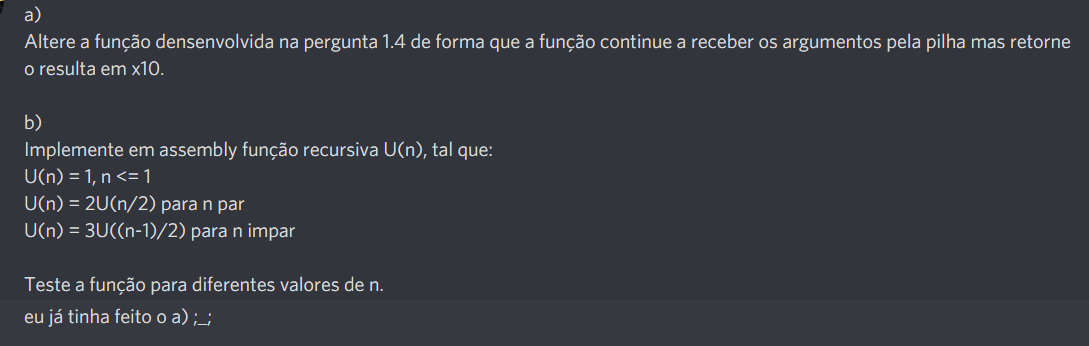 a)
Altere a função densenvolvida na pergunta 1.4 de forma que a função continue a receber os argumentos pela pilha mas retorne
o resulta em x10.
b)
Implemente em assembly função recursiva U(n), tal que:
U(n) = 1, n <= 1
U(n) = 2U(n/2) para n par
U(n) = 3U((n-1)/2) para n impar
Teste a função para diferentes valores de n.
eu já tinha feito o a) ;_;